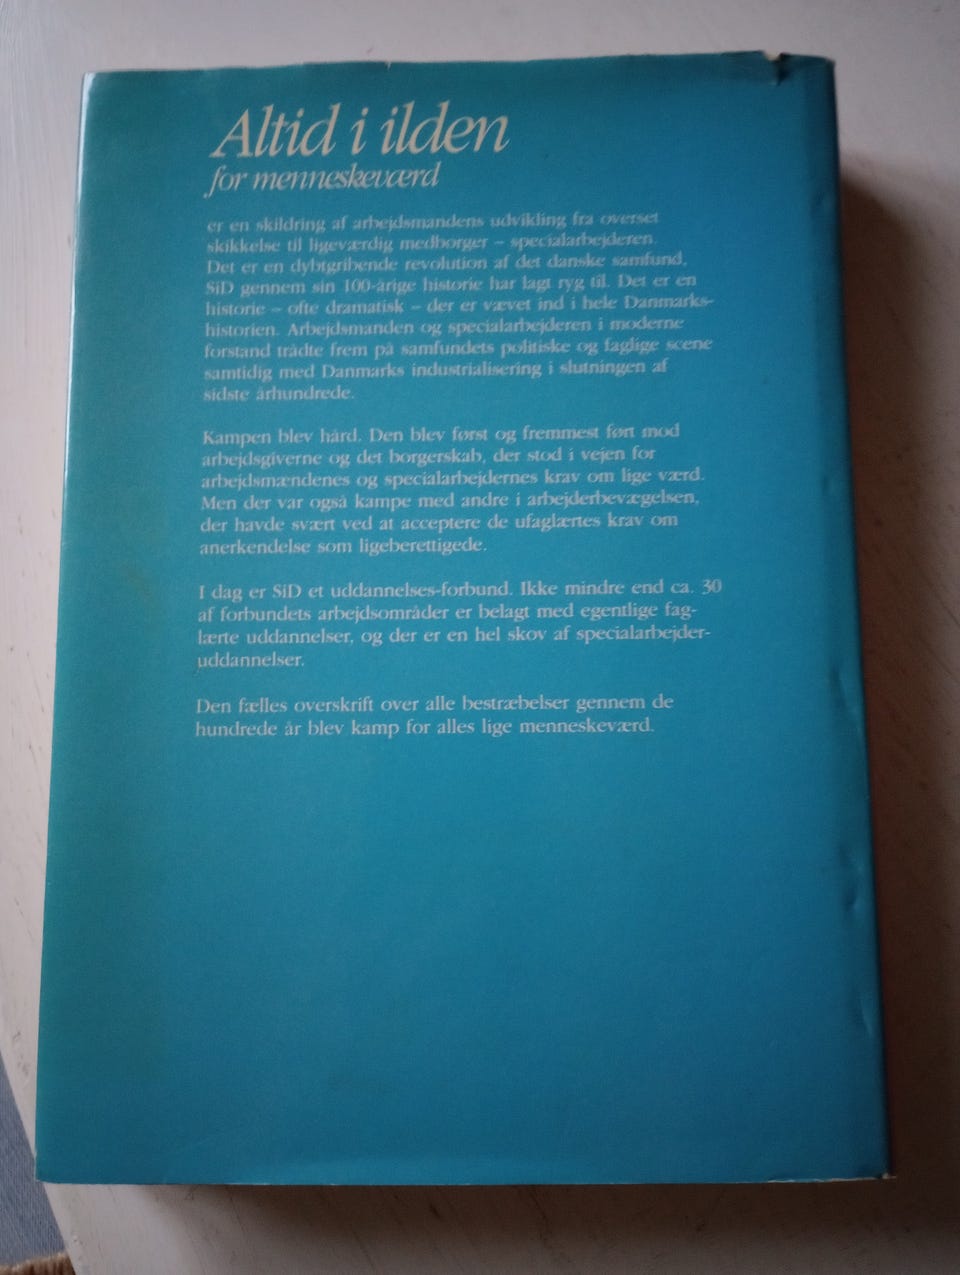 Altid i ilden
for menneskeværd
er en skildring af arbejdsmandens udvikling fra overset
skikkelse til ligeværdig medborger – specialarbejderen.
Det er en dybtgribende revolution af det danske samfund,
SiD gennem sin 100-årige historie har lagt ryg til. Det er en
historie – ofte dramatisk – der er vævet ind i hele Danmarks-
historien. Arbejdsmanden og specialarbejderen i moderne
forstand trådte frem på samfundets politiske og faglige scene
samtidig med Danmarks industrialisering i slutningen af
sidste århundrede.
Kampen blev hård. Den blev først og fremmest ført mod
arbejdsgiverne og det borgerskab, der stod i vejen for
arbejdsmændenes og specialarbejdernes krav om lige værd.
Men der var også kampe med andre i arbejderbevægelsen,
der havde svært ved at acceptere de ufaglærtes krav om
anerkendelse som ligeberettigede.
I dag er SiD et uddannelses-forbund. Ikke mindre end ca. 30
af forbundets arbejdsområder er belagt med egentlige fag-
lærte uddannelser, og der er en hel skov af specialarbejder-
uddannelser.
Den fælles overskrift over alle bestræbelser gennem de
hundrede år blev kamp for alles lige menneskeværd.